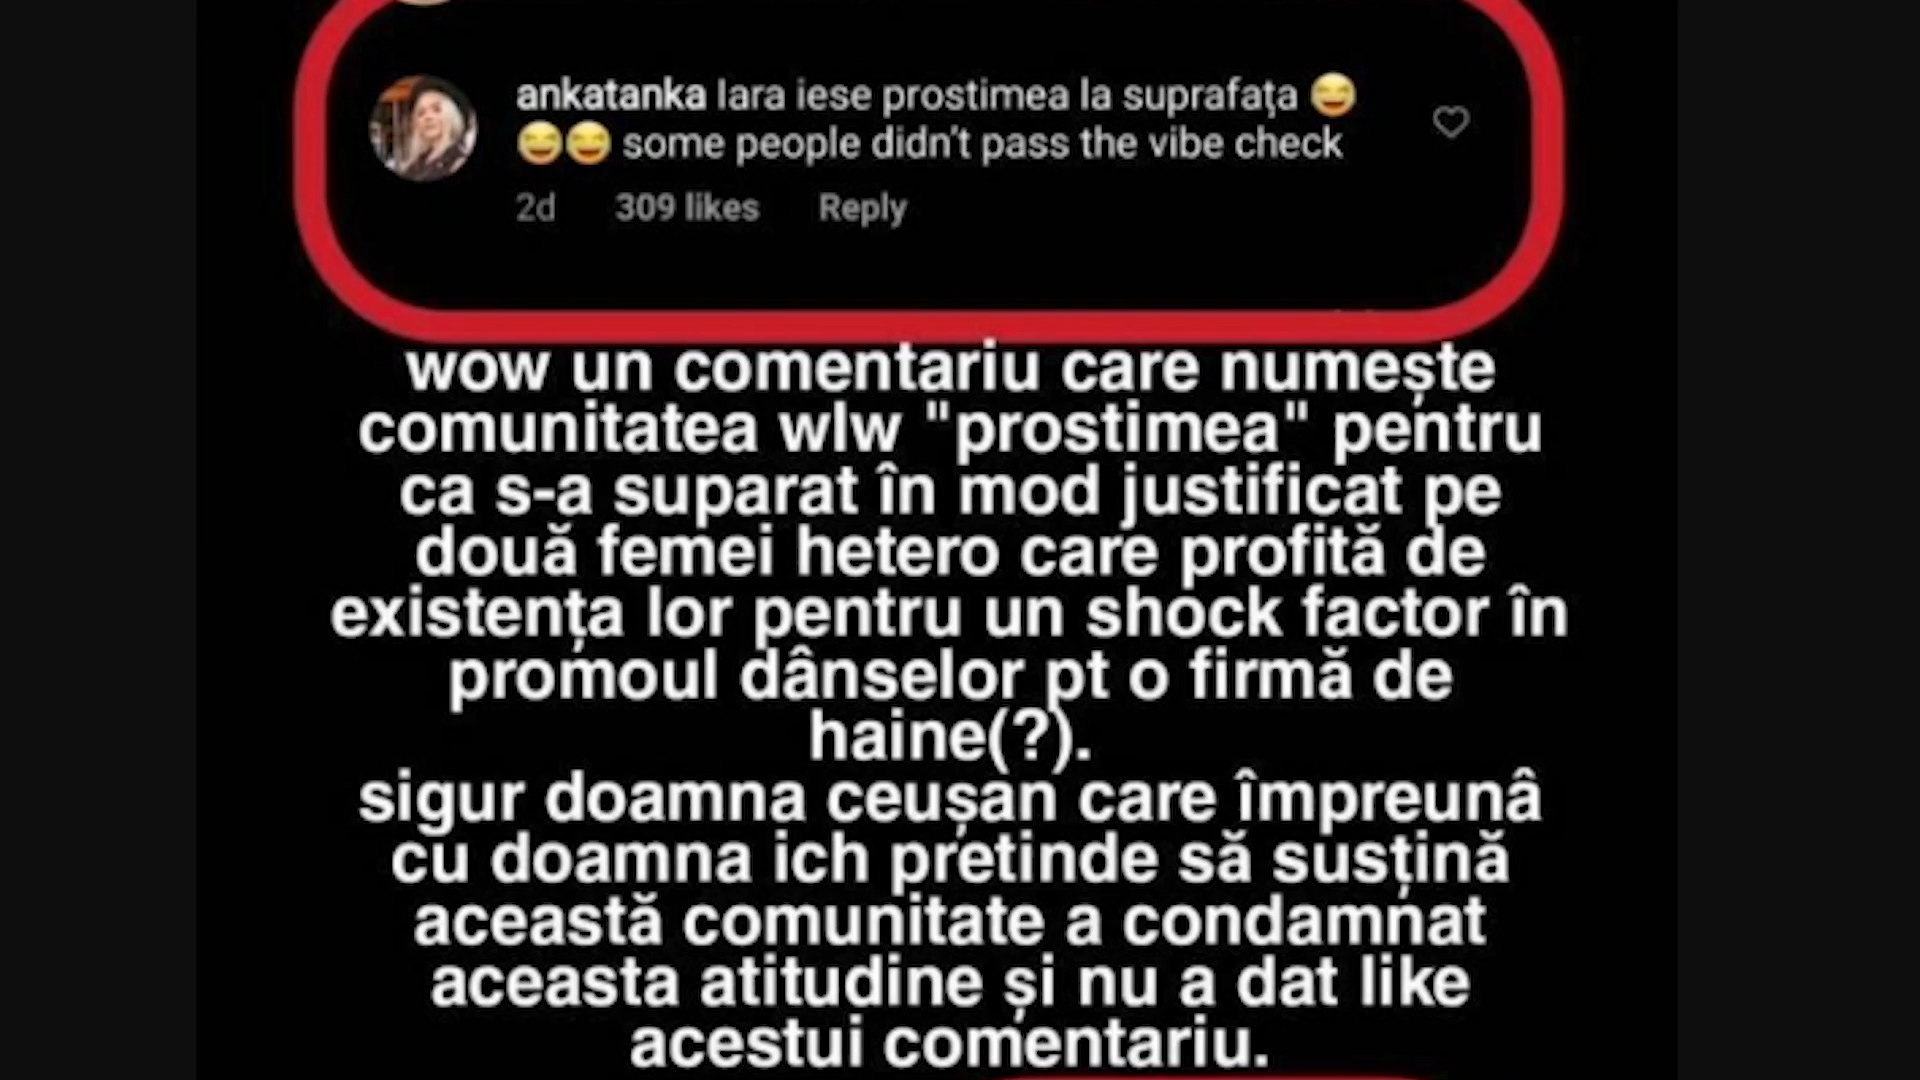 ankatanka Iara iese prostimea la suprafața 😅
😅😅 some people didn't pass the vibe check
2d 309 likes Reply
wow un comentariu care numește
comunitatea wlw "prostimea" pentru
ca s-a suparat în mod justificat pe
două femei hetero care profită de
existența lor pentru un shock factor în
promoul dânselor pt o firmă de
haine(?).
sigur doamna ceușan care împreunâ
cu doamna ich pretinde să susțină
această comunitate a condamnat
aceasta atitudine și nu a dat like
acestui comentariu.